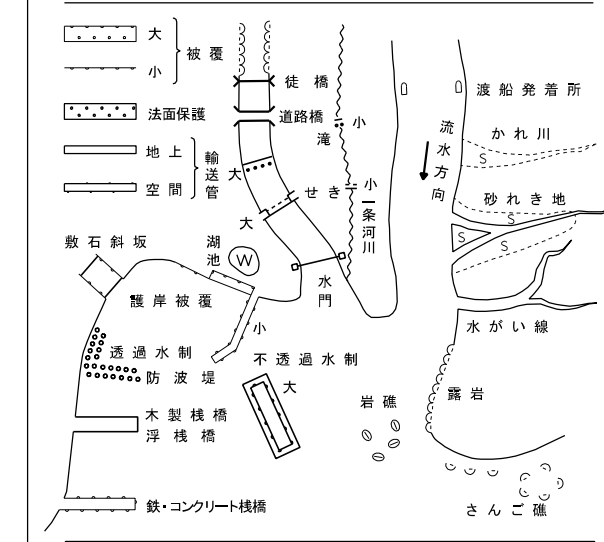 大
被覆
小
法面保護
地上
輸送管
空間
徒橋
道路橋
小
滝
大
せき
小
大
一条河川
流水方向
渡船発着所
かれ川
S
砂れき地
S
S
S
敷石斜坂
湖池
W
水門
護岸被覆
小
透過水制
防波堤
不透過水制
大
水がい線
木製桟橋
浮桟橋
岩礁
露岩
鉄・コンクリート桟橋
さんご礁